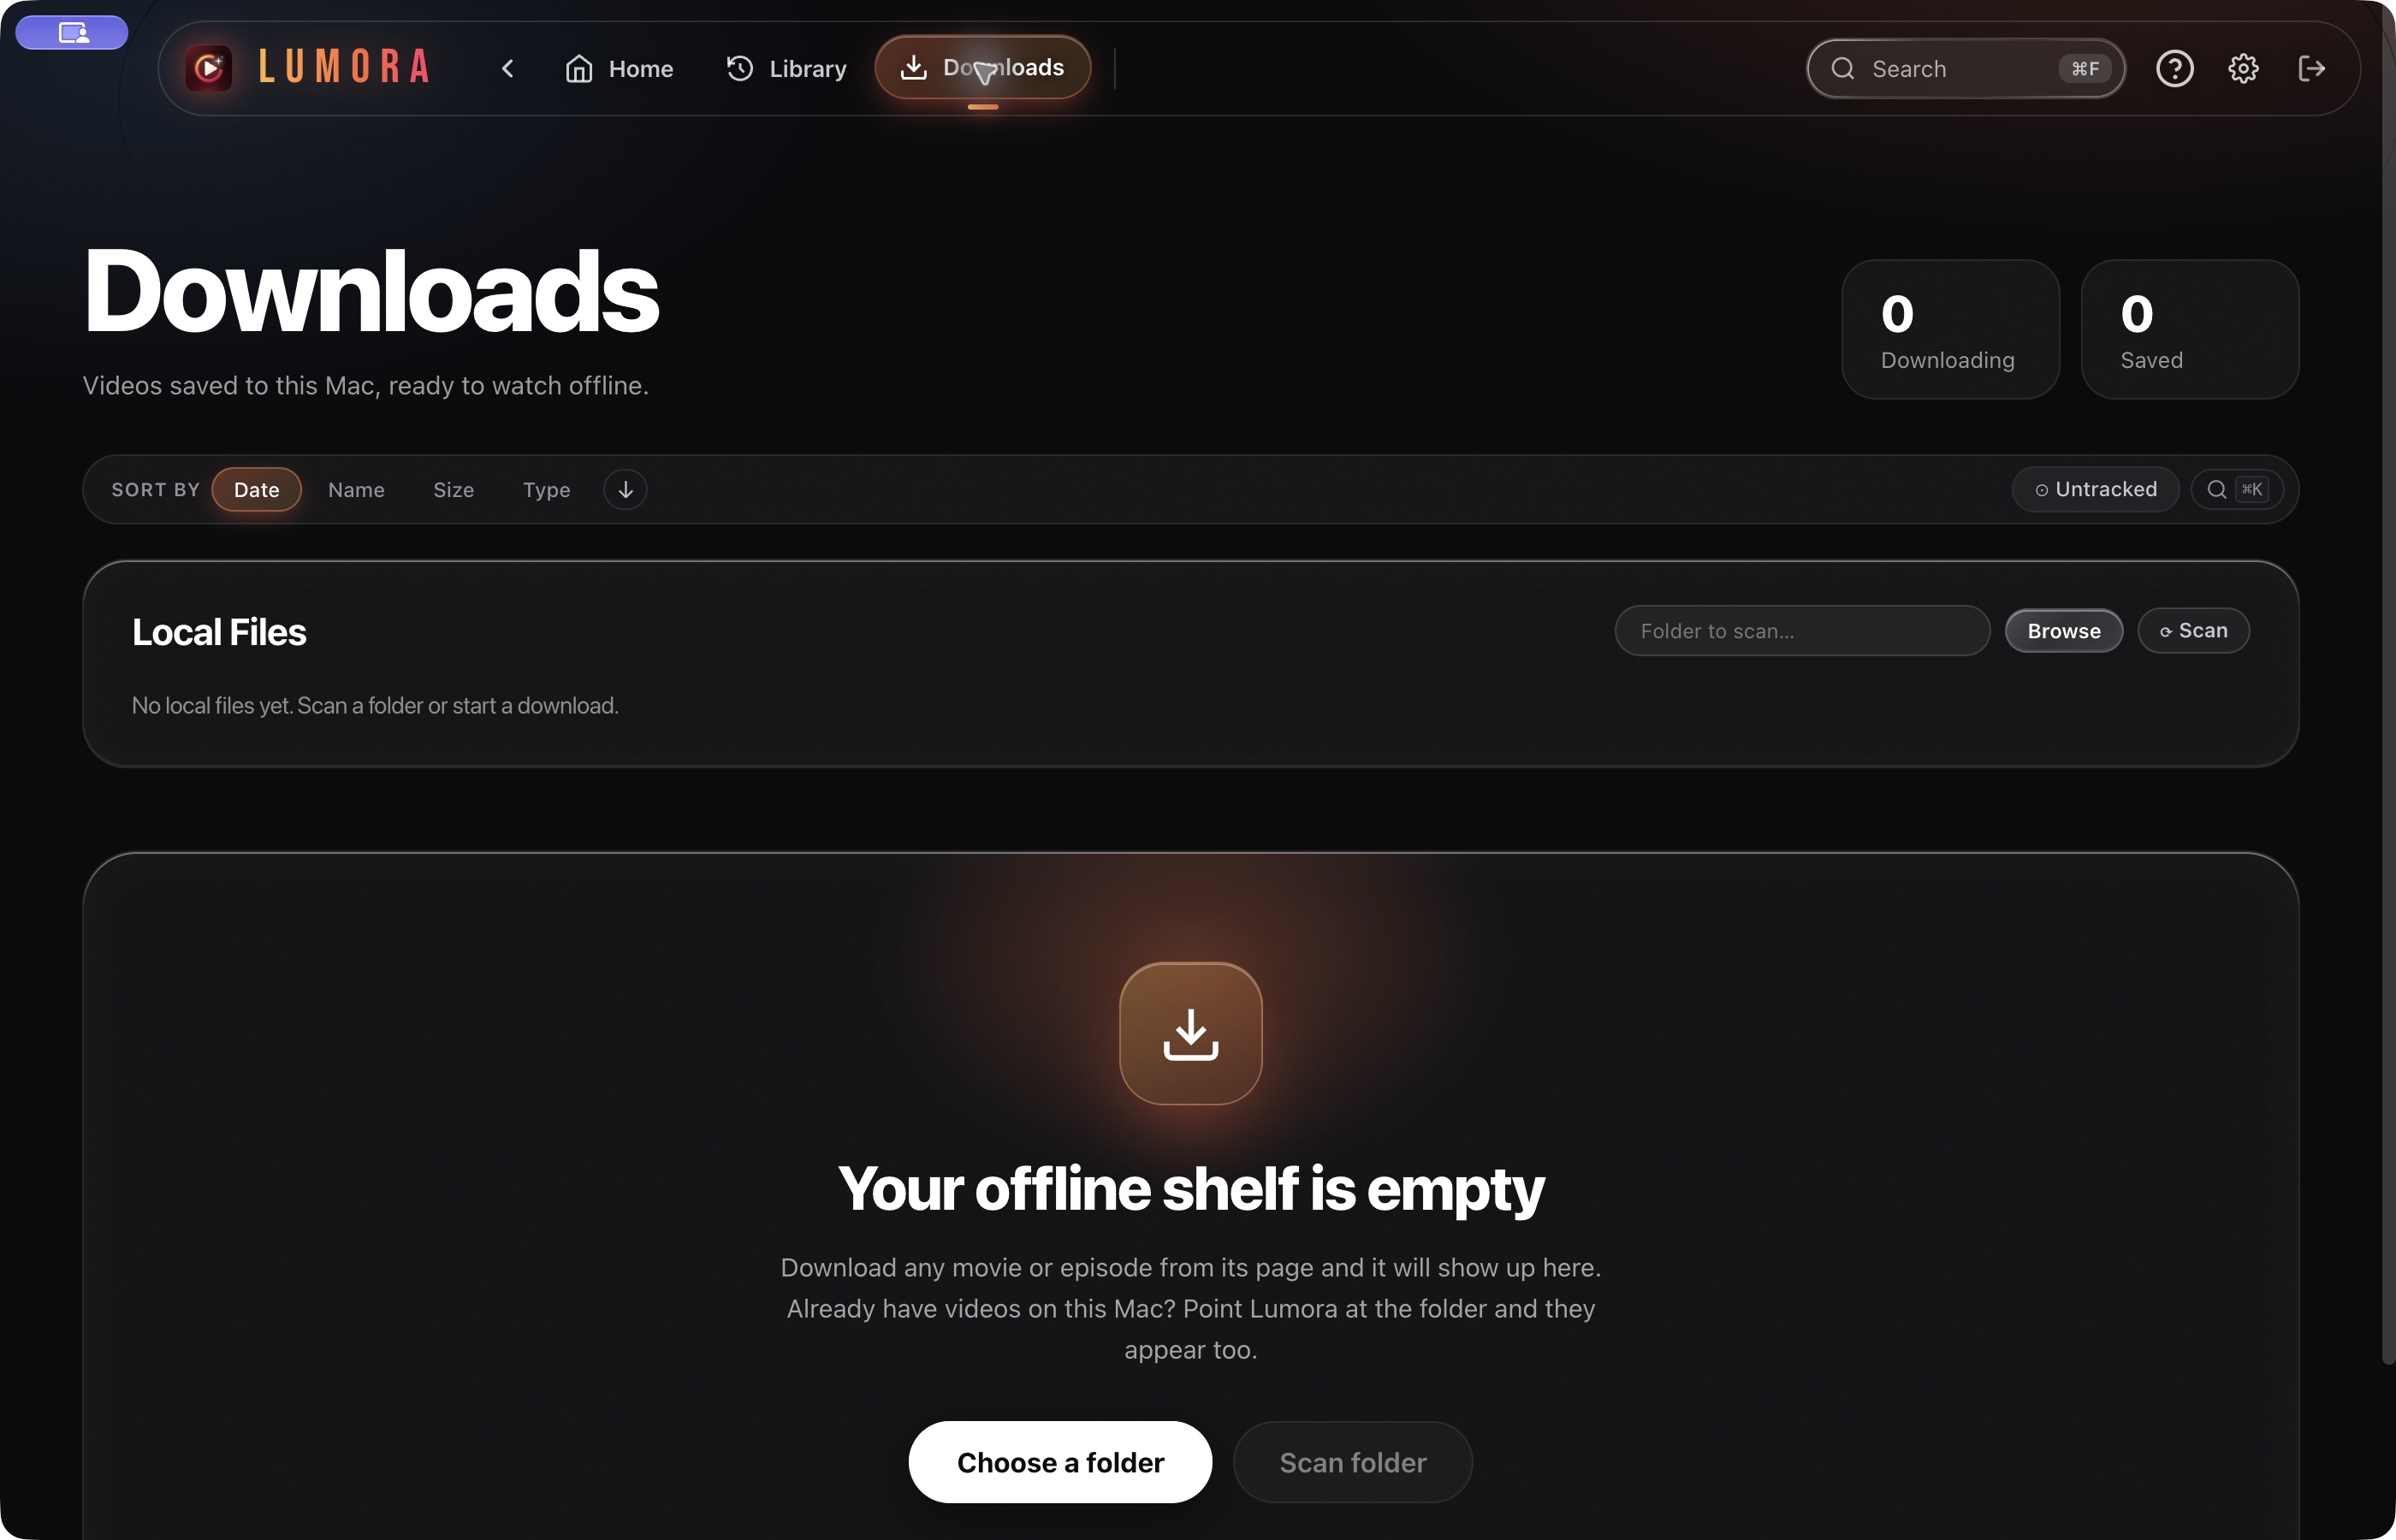 LUMORA
Home
Library
Downloads
Search
⌘F
Downloads
Videos saved to this Mac, ready to watch offline.
0
Downloading
0
Saved
SORT BY
Date
Name
Size
Type
Untracked
⌘K
Local Files
Folder to scan...
Browse
Scan
No local files yet. Scan a folder or start a download.
Your offline shelf is empty
Download any movie or episode from its page and it will show up here.
Already have videos on this Mac? Point Lumora at the folder and they
appear too.
Choose a folder
Scan folder